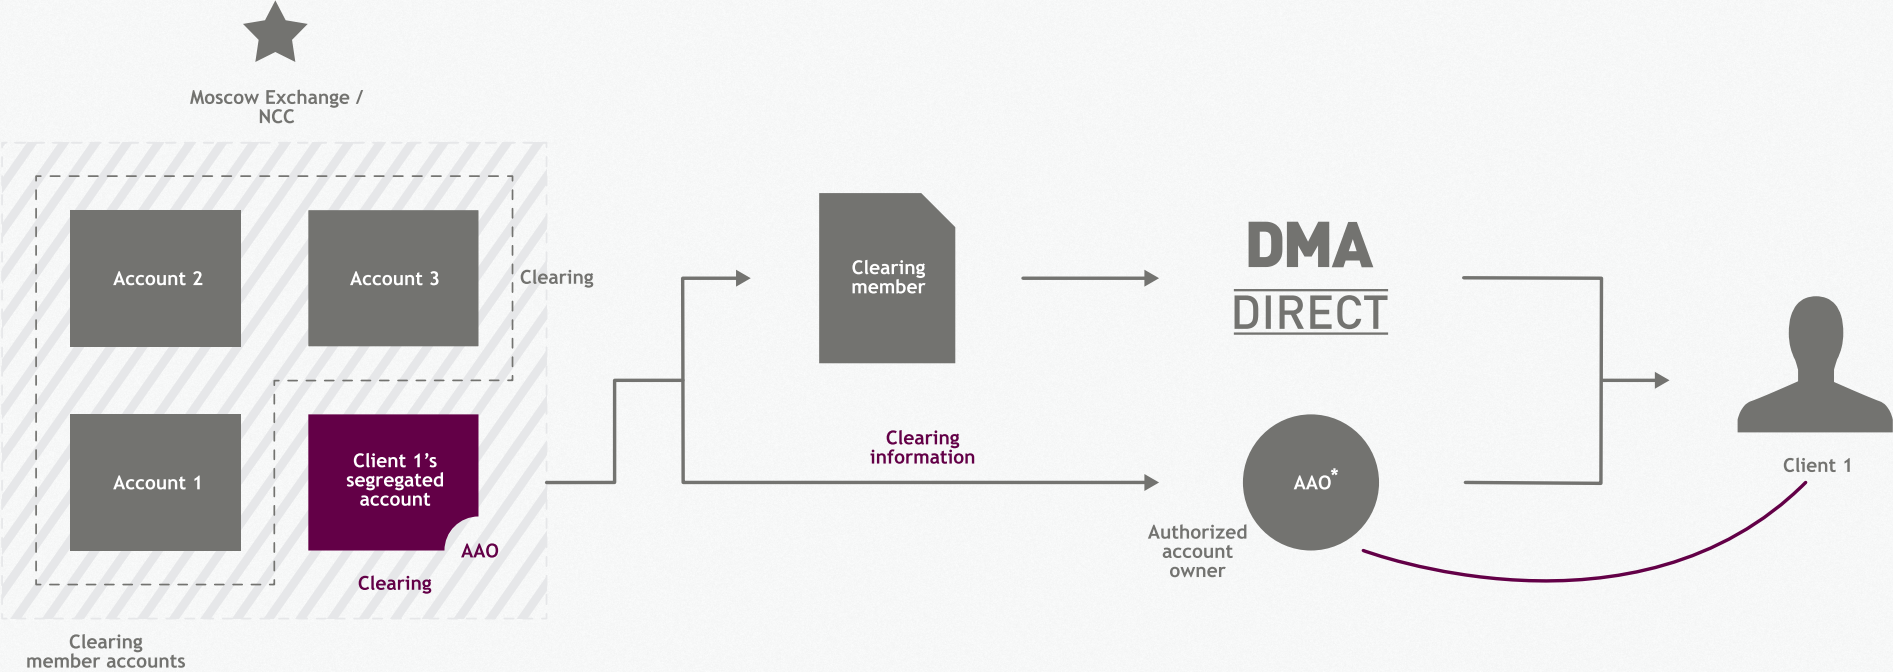 Moscow Exchange /
NCC
Account 2
Account 3
Clearing
Account 1
Client 1's
segregated
account
AAO
Clearing
Clearing
member accounts
Clearing
member
Clearing
information
DMA
DIRECT
AAO*
Authorized
account
owner
Client 1